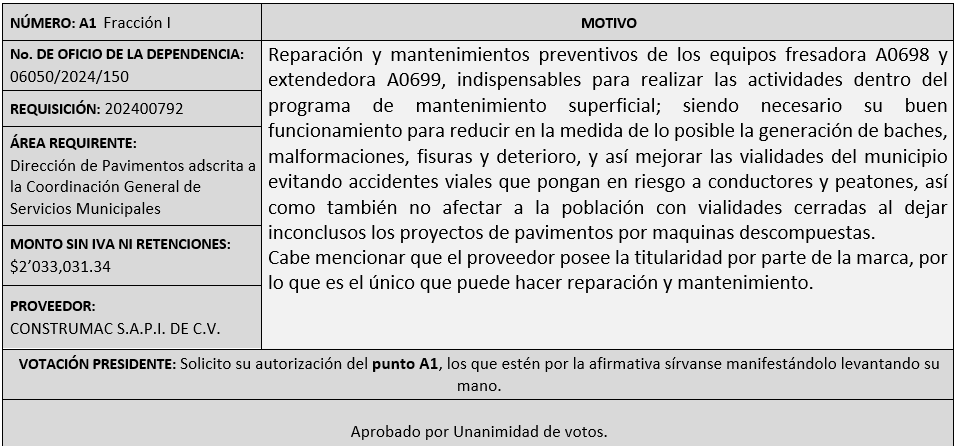 NÚMERO: A1 Fracción I
MOTIVO
No. DE OFICIO DE LA DEPENDENCIA:
06050/2024/150
REQUISICIÓN: 202400792
ÁREA REQUIRENTE:
Dirección de Pavimentos adscrita a
la Coordinación General de
Servicios Municipales
MONTO SIN IVA NI RETENCIONES:
$2’033,031.34
PROVEEDOR:
CONSTRUMAC S.A.P.I. DE C.V.
Reparación y mantenimientos preventivos de los equipos fresadora A0698 y
extendedora A0699, indispensables para realizar las actividades dentro del
programa de mantenimiento superficial; siendo necesario su buen
funcionamiento para reducir en la medida de lo posible la generación de baches,
malformaciones, fisuras y deterioro, y así mejorar las vialidades del municipio
evitando accidentes viales que pongan en riesgo a conductores y peatones, así
como también no afectar a la población con vialidades cerradas al dejar
inconclusos los proyectos de pavimentos por maquinas descompuestas.
Cabe mencionar que el proveedor posee la titularidad por parte de la marca, por
lo que es el único que puede hacer reparación y mantenimiento.
VOTACIÓN PRESIDENTE: Solicito su autorización del punto A1, los que estén por la afirmativa sírvanse manifestándolo levantando su
mano.
Aprobado por Unanimidad de votos.